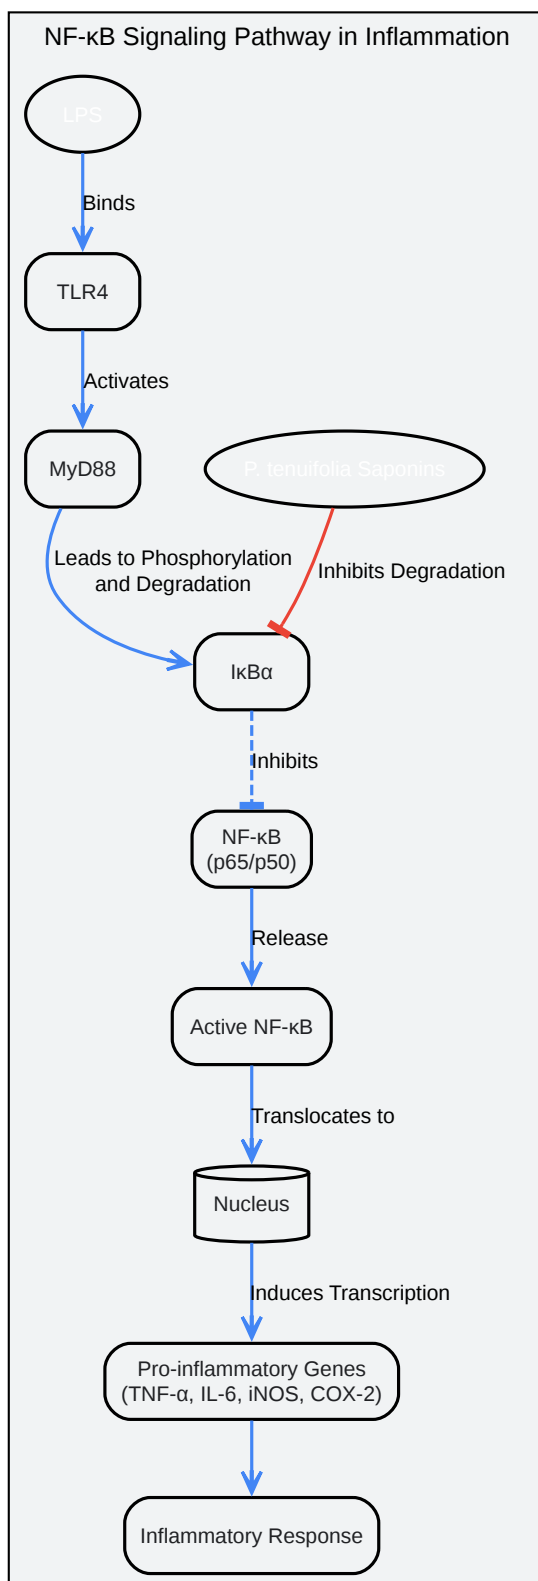 NF-κB Signaling Pathway in Inflammation
LPS
Binds
TLR4
Activates
MyD88
P. tenuifolia Saponins
Leads to Phosphorylation
and Degradation
Inhibits Degradation
IκBα
Inhibits
NF-κB
(p65/p50)
Release
Active NF-κB
Translocates to
Nucleus
Induces Transcription
Pro-inflammatory Genes
(TNF-α, IL-6, iNOS, COX-2)
Inflammatory Response